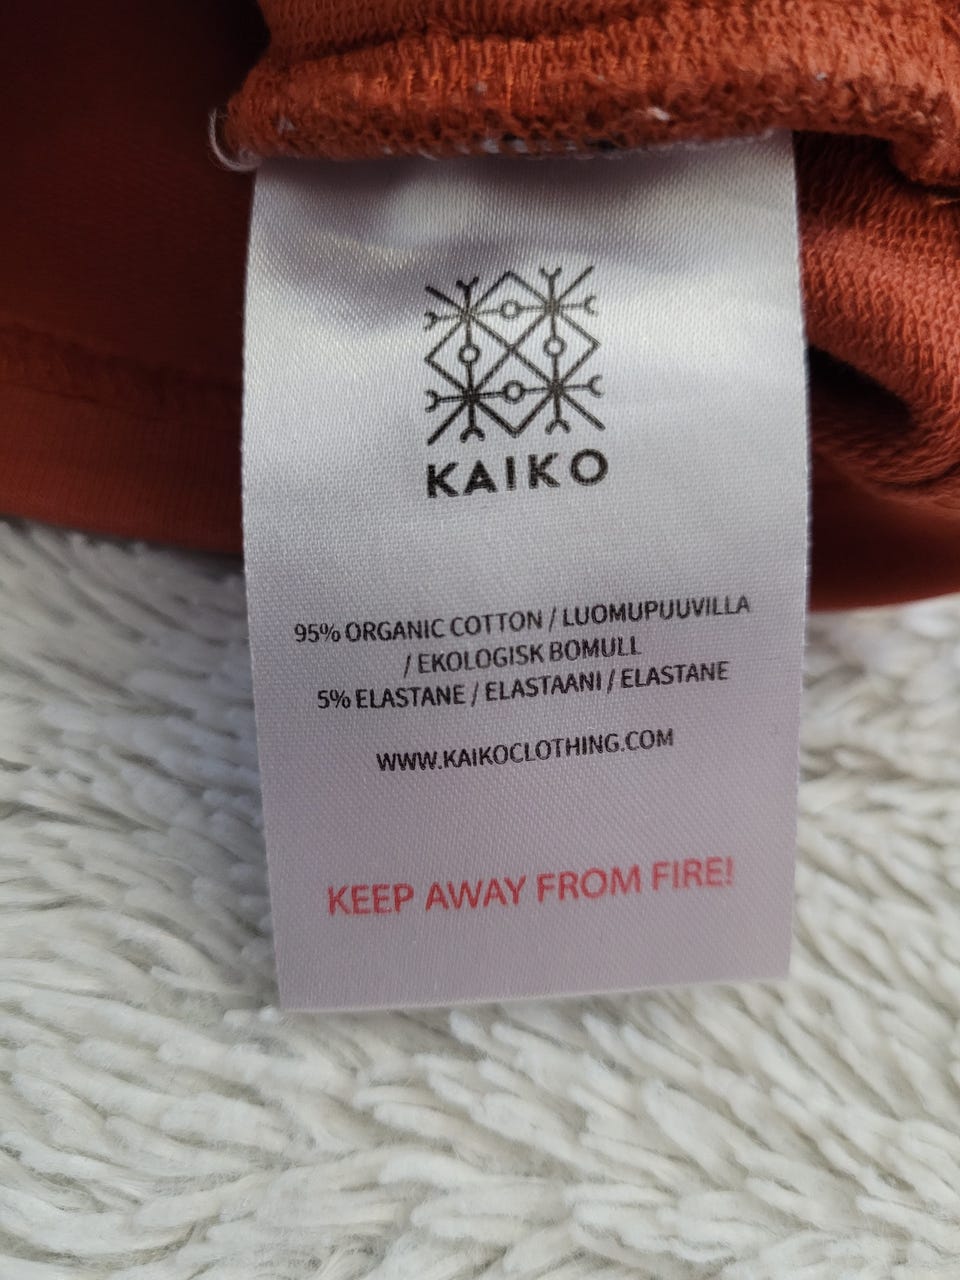 KAIKO
95% ORGANIC COTTON / LUOMUPUUVILLA
/ EKOLOGISK BOMULL
5% ELASTANE / ELASTAANI / ELASTANE
WWW.KAIKOCLOTHING.COM
KEEP AWAY FROM FIRE!